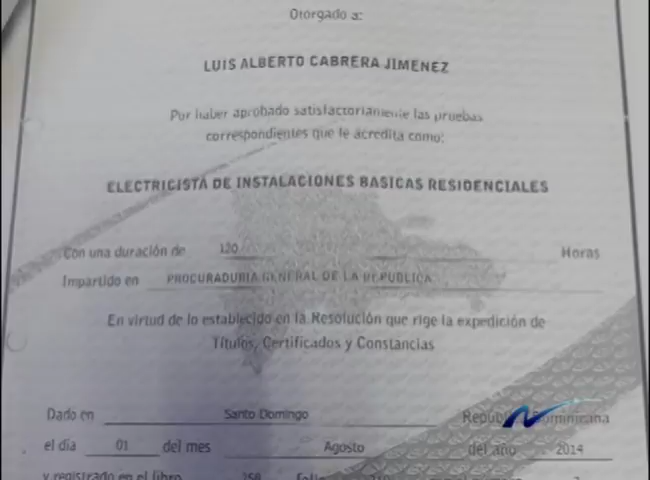 Otorgado a:
LUIS ALBERTO CABRERA JIMENEZ
Por haber aprobado satisfactoriamente las pruebas
correspondientes que le acredita como:
ELECTRICISTA DE INSTALACIONES BASICAS RESIDENCIALES
Con una duración de 120 Horas
Impartido en PROCURADURIA GENERAL DE LA REPUBLICA
En virtud de lo establecido en la Resolución que rige la expedición de
Títulos, Certificados y Constancias
Dado en Santo Domingo República Dominicana
el día 01 del mes Agosto del año 2014
y registrado en el libro 258 Folio